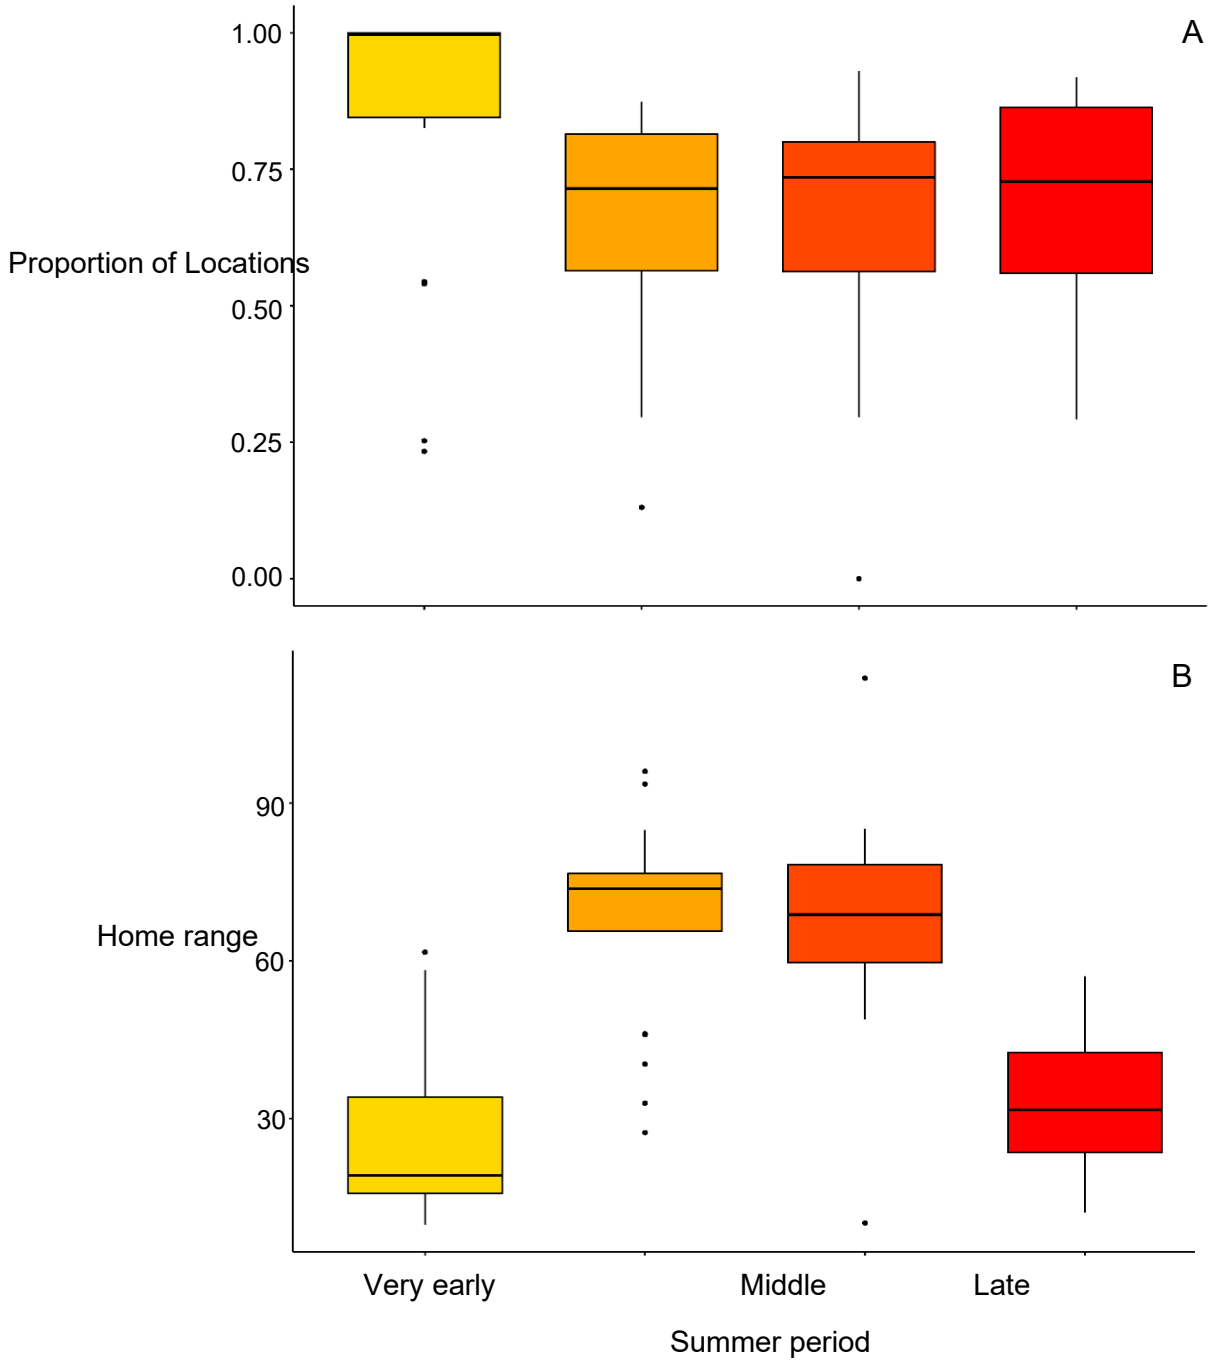 A
1.00
0.75
Proportion of Locations
0.50
0.25
0.00
B
90
Home range
60
30
Very early Middle Late
Summer period